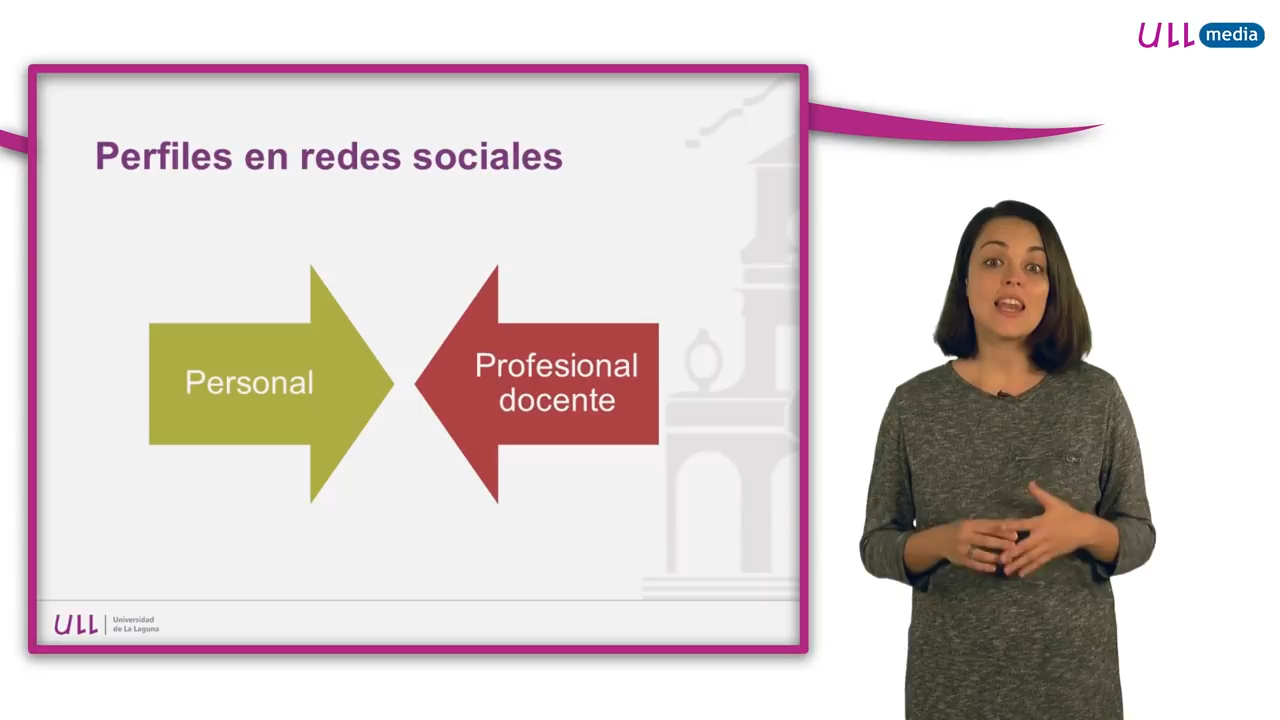 ULL media
Perfiles en redes sociales
Personal
Profesional
docente
ULL
Universidad
de La Laguna